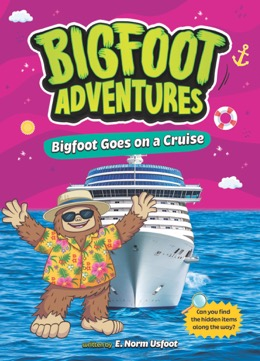 BIGFOOT
ADVENTURES
Bigfoot Goes on a Cruise
Can you find
the hidden items
along the way?
written by E. Norm Usfoot